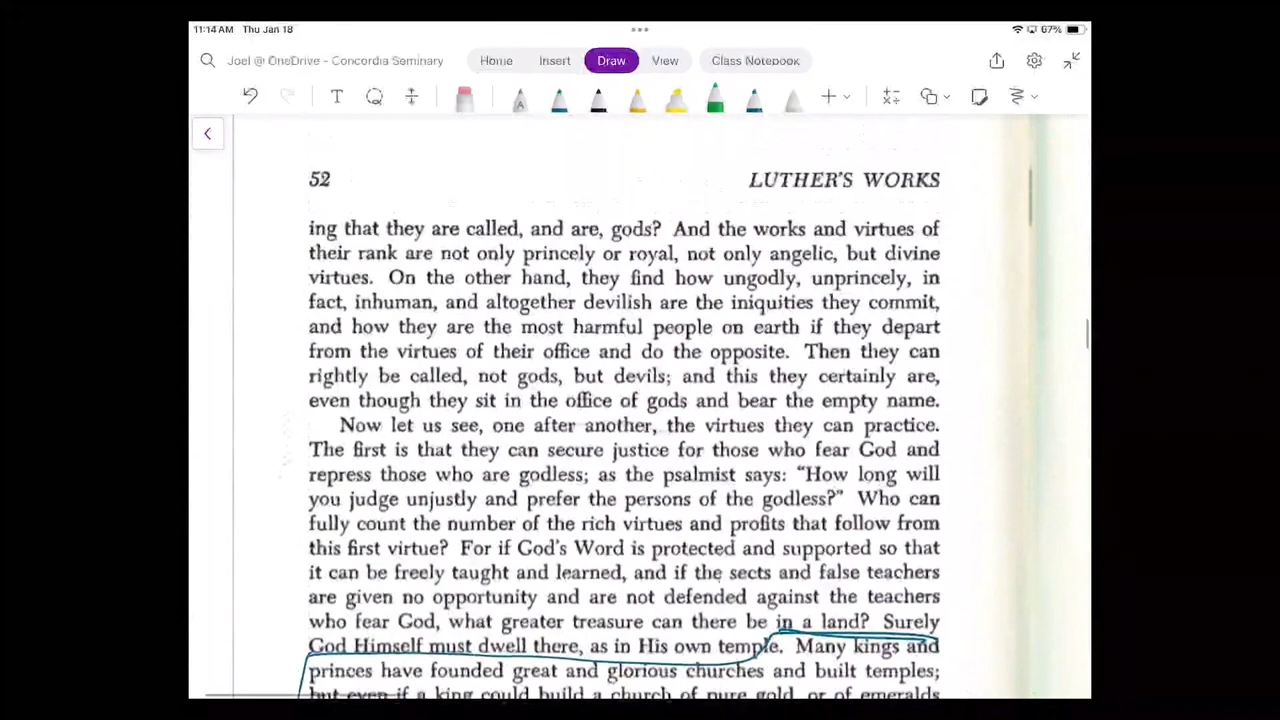 11:14 AM Thu Jan 18
67%
Joel @ OneDrive - Concordia Seminary
Home Insert Draw View Class Notebook
52 LUTHER'S WORKS
ing that they are called, and are, gods? And the works and virtues of
their rank are not only princely or royal, not only angelic, but divine
virtues. On the other hand, they find how ungodly, unprincely, in
fact, inhuman, and altogether devilish are the iniquities they commit,
and how they are the most harmful people on earth if they depart
from the virtues of their office and do the opposite. Then they can
rightly be called, not gods, but devils; and this they certainly are,
even though they sit in the office of gods and bear the empty name.
Now let us see, one after another, the virtues they can practice.
The first is that they can secure justice for those who fear God and
repress those who are godless; as the psalmist says: "How long will
you judge unjustly and prefer the persons of the godless?" Who can
fully count the number of the rich virtues and profits that follow from
this first virtue? For if God's Word is protected and supported so that
it can be freely taught and learned, and if the sects and false teachers
are given no opportunity and are not defended against the teachers
who fear God, what greater treasure can there be in a land? Surely
God Himself must dwell there, as in His own temple. Many kings and
princes have founded great and glorious churches and built temples;
but even if a king could build a church of pure gold, or of emeralds